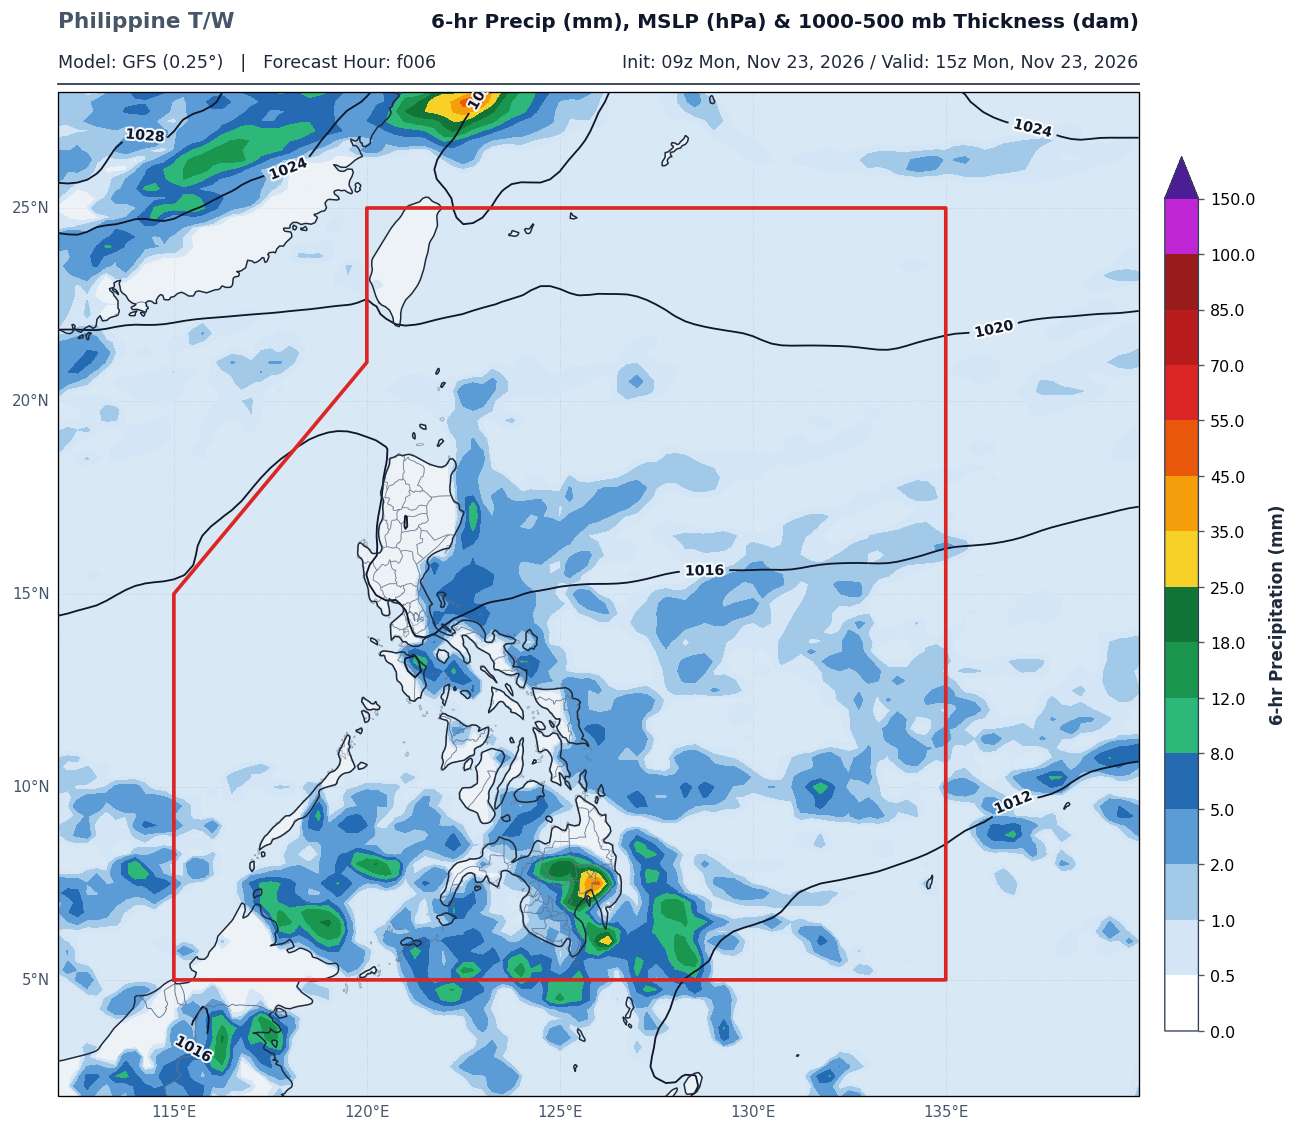 Philippine T/W
6-hr Precip (mm), MSLP (hPa) & 1000-500 mb Thickness (dam)
Model: GFS (0.25°) | Forecast Hour: f006
Init: 09z Mon, Nov 23, 2026 / Valid: 15z Mon, Nov 23, 2026
1028
1024
1024
1020
1016
1012
1016
25°N
20°N
15°N
10°N
5°N
115°E
120°E
125°E
130°E
135°E
150.0
100.0
85.0
70.0
55.0
45.0
35.0
25.0
18.0
12.0
8.0
5.0
2.0
1.0
0.5
0.0
6-hr Precipitation (mm)